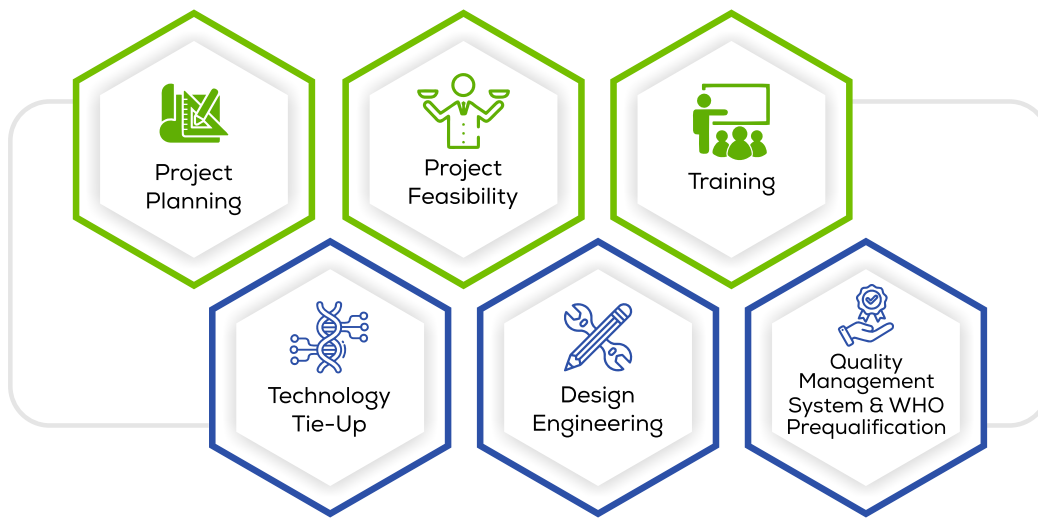 Project
Planning
Project
Feasibility
Training
Technology
Tie-Up
Design
Engineering
Quality
Management
System & WHO
Prequalification